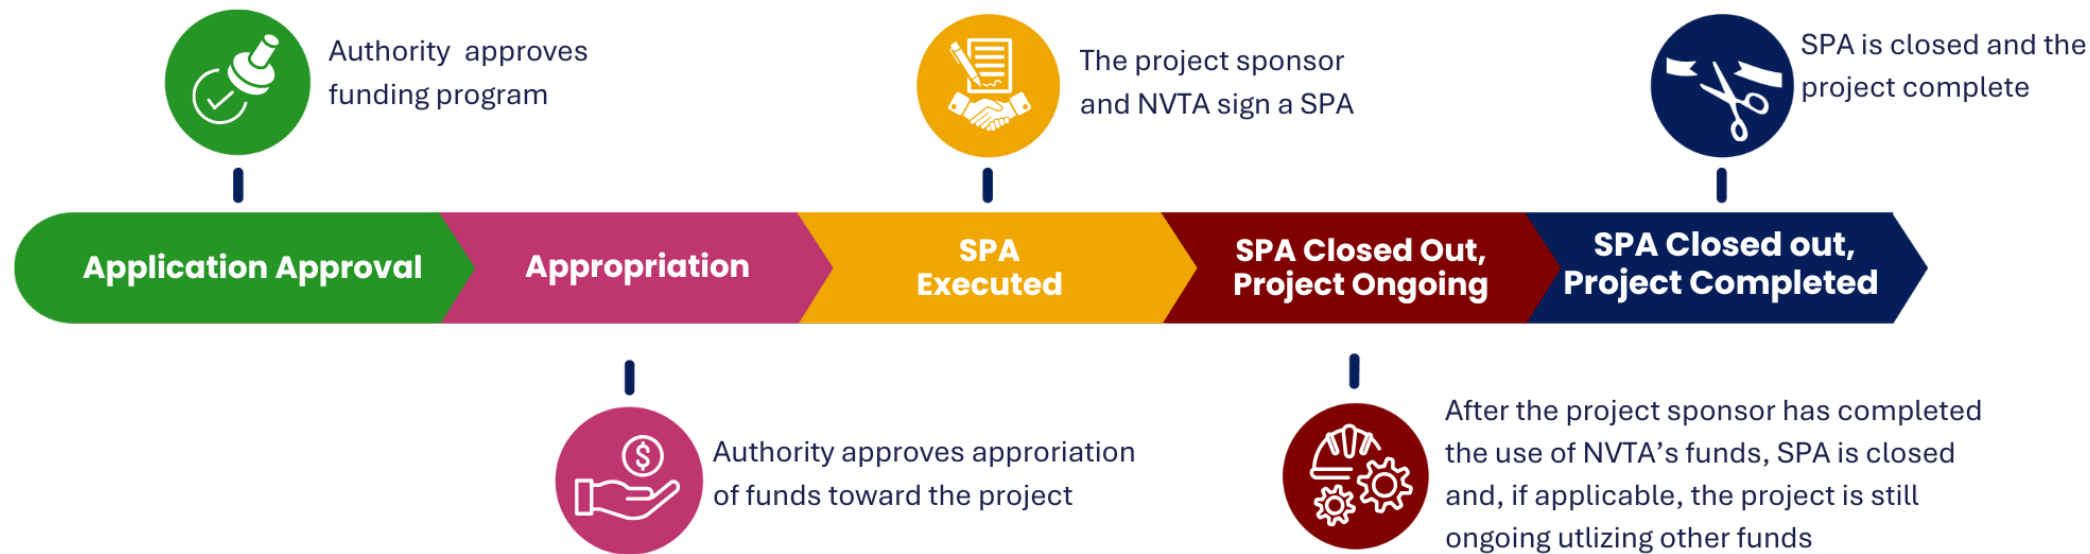 Authority approves
funding program
The project sponsor
and NVTA sign a SPA
SPA is closed and the
project complete
Application Approval
Appropriation
SPA
Executed
SPA Closed Out,
Project Ongoing
SPA Closed out,
Project Completed
$
Authority approves approriation
of funds toward the project
After the project sponsor has completed
the use of NVTA’s funds, SPA is closed
and, if applicable, the project is still
ongoing utlizing other funds